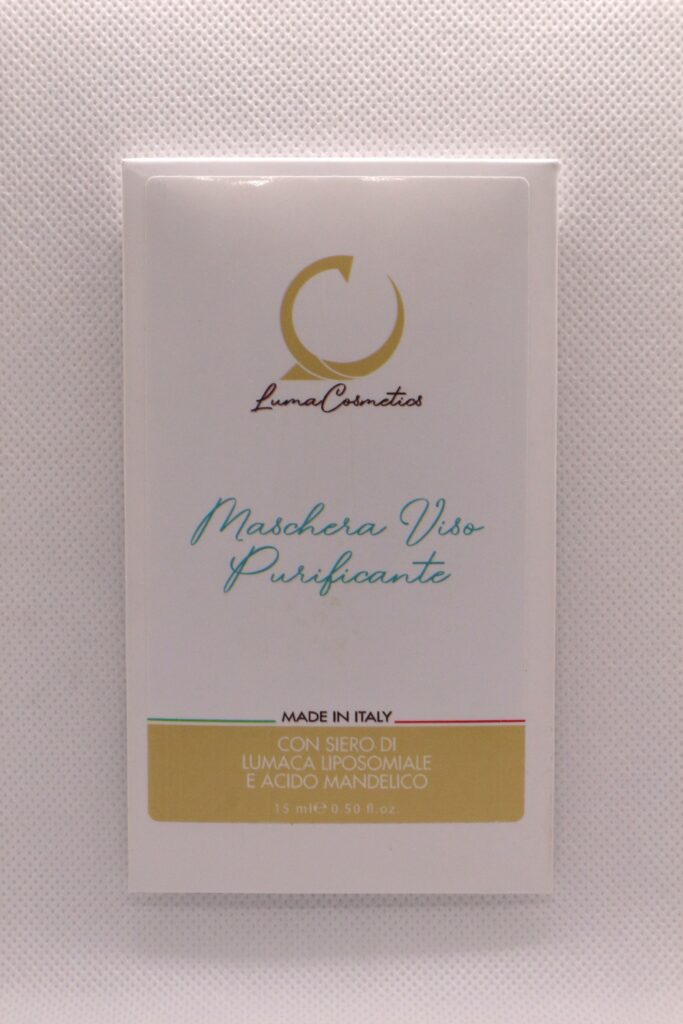 LumaCosmetics
Maschera Viso
Purificante
MADE IN ITALY
CON SIERO DI
LUMACA LIPOSOMIALE
E ACIDO MANDELICO
15 ml℮0.50 fl.oz.